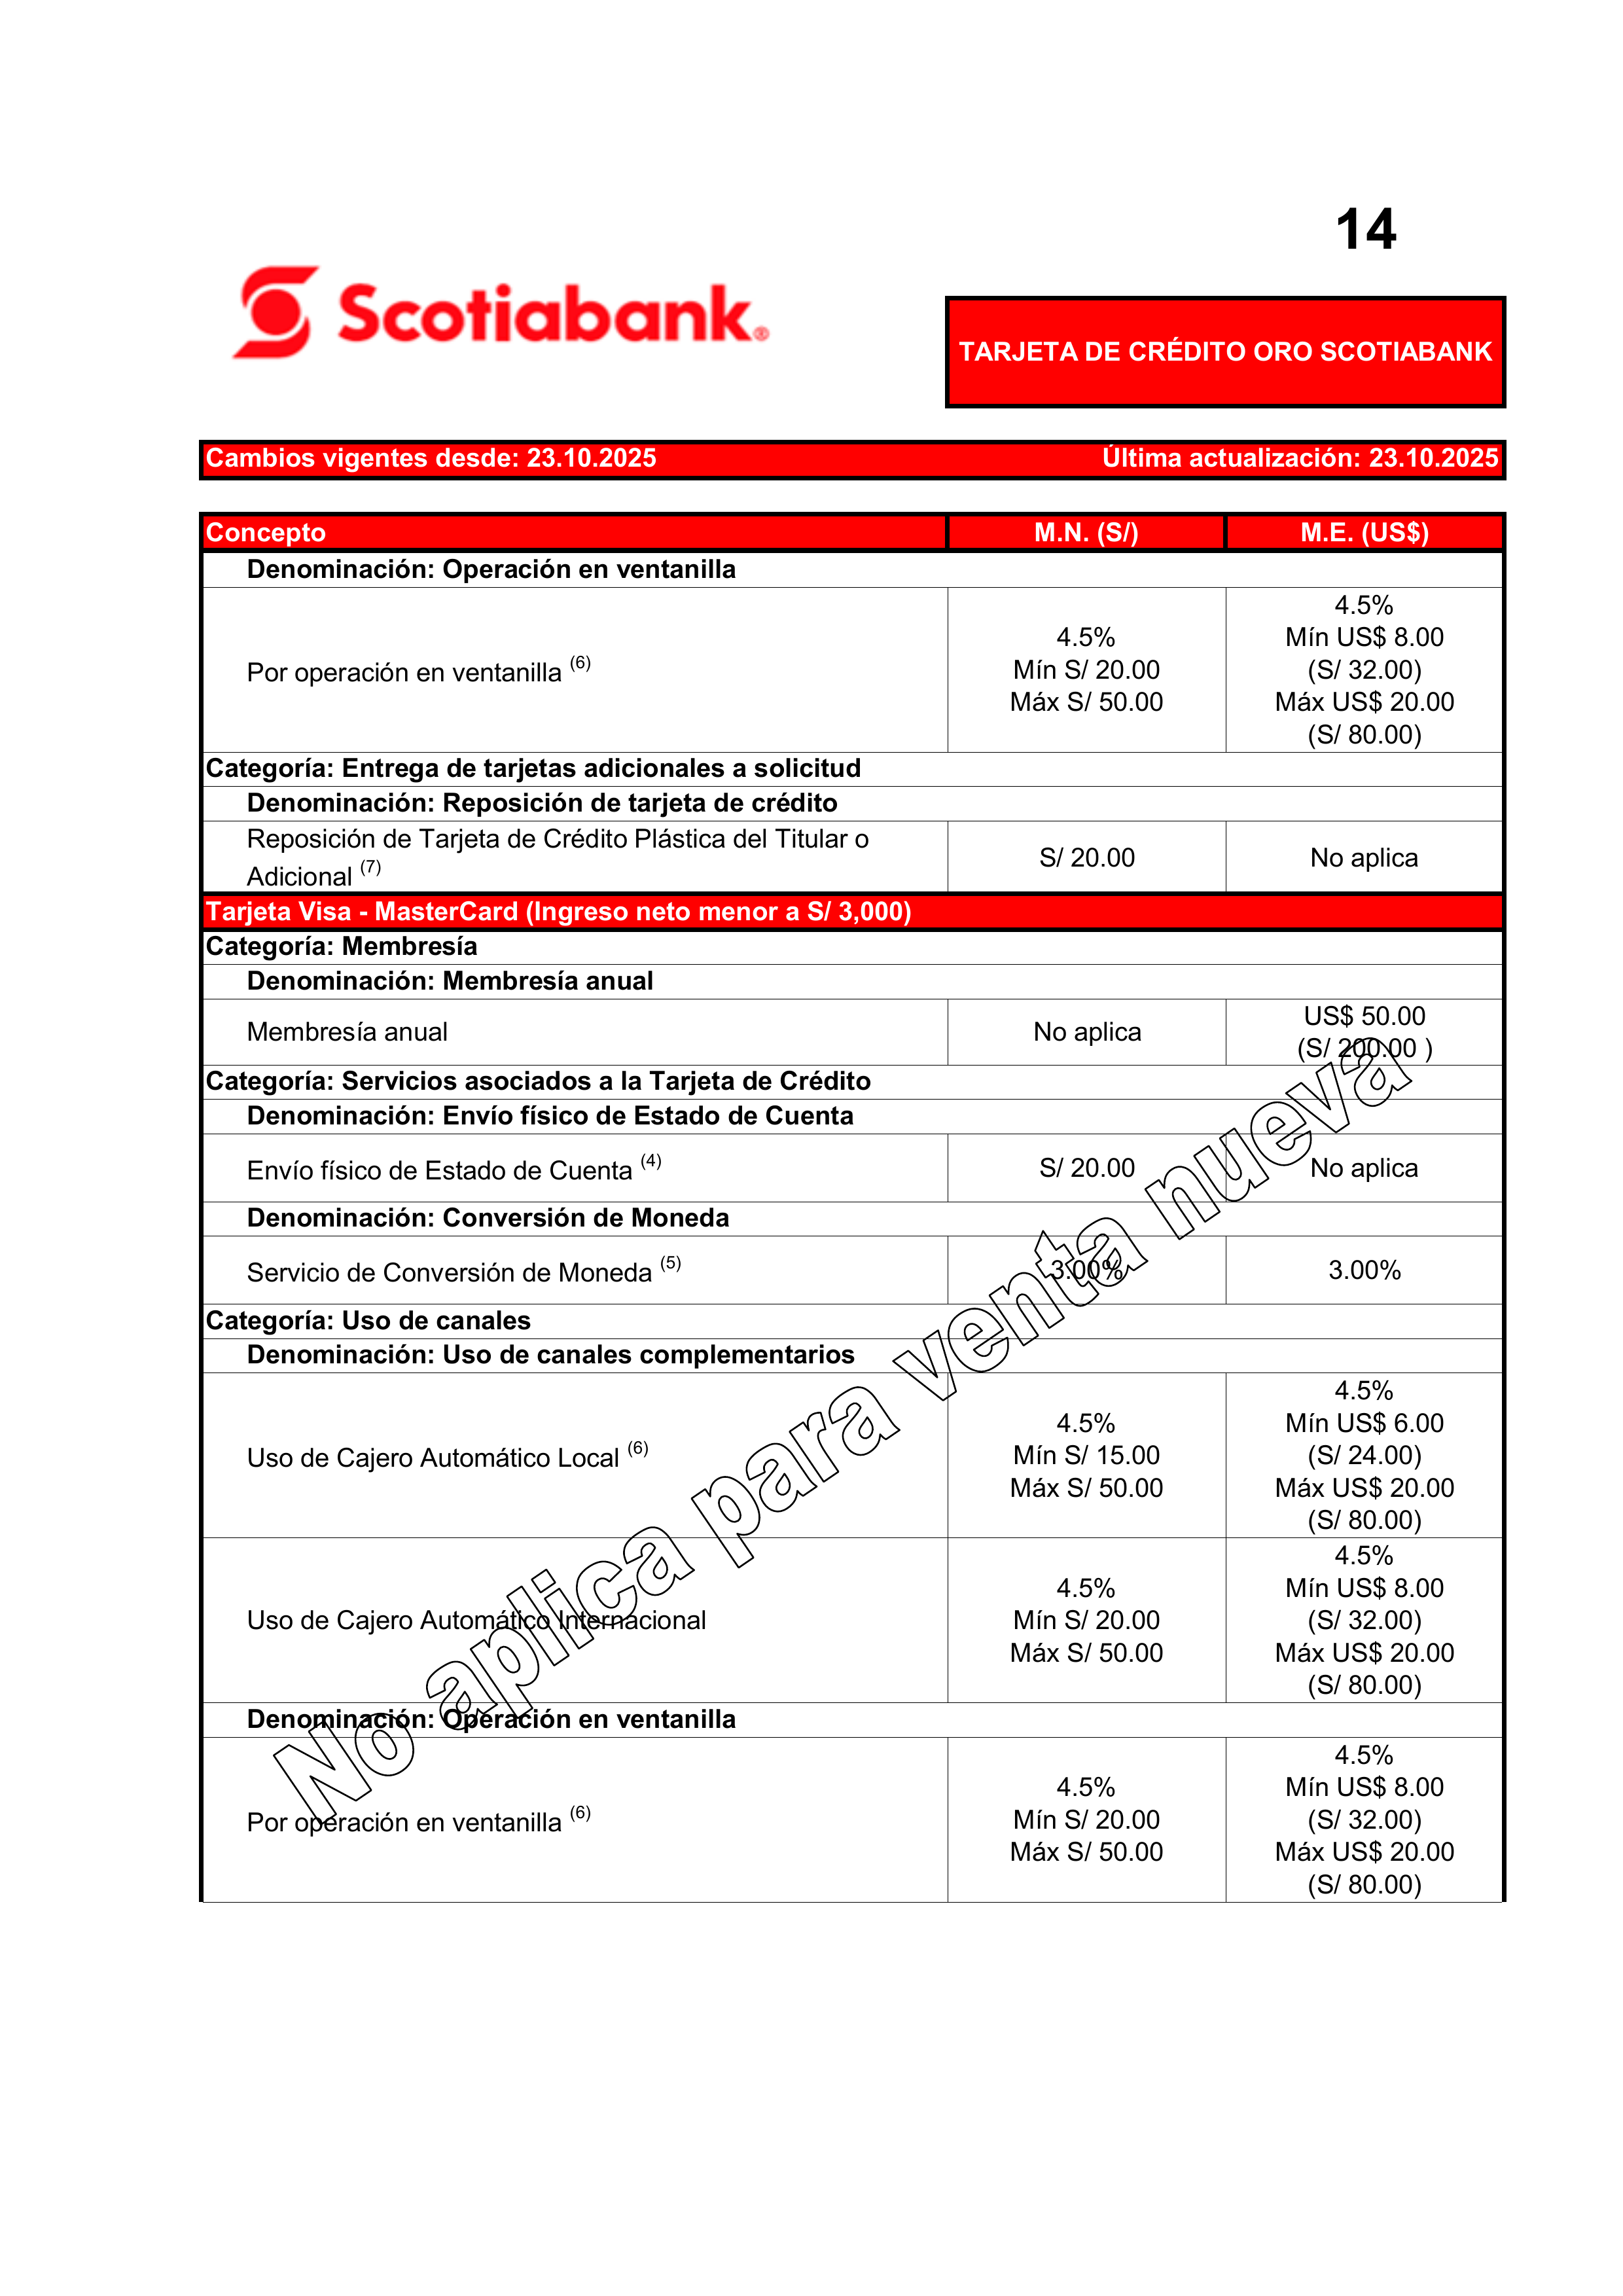 14
Scotiabank®
TARJETA DE CRÉDITO ORO SCOTIABANK
Cambios vigentes desde: 23.10.2025 Última actualización: 23.10.2025
Concepto M.N. (S/) M.E. (US$)
Denominación: Operación en ventanilla
Por operación en ventanilla (6)
4.5%
Mín S/ 20.00
Máx S/ 50.00
4.5%
Mín US$ 8.00
(S/ 32.00)
Máx US$ 20.00
(S/ 80.00)
Categoría: Entrega de tarjetas adicionales a solicitud
Denominación: Reposición de tarjeta de crédito
Reposición de Tarjeta de Crédito Plástica del Titular o
Adicional (7)
S/ 20.00
No aplica
Tarjeta Visa - MasterCard (Ingreso neto menor a S/ 3,000)
Categoría: Membresía
Denominación: Membresía anual
Membresía anual
No aplica
US$ 50.00
(S/ 200.00 )
Categoría: Servicios asociados a la Tarjeta de Crédito
Denominación: Envío físico de Estado de Cuenta
Envío físico de Estado de Cuenta (4)
S/ 20.00
No aplica
Denominación: Conversión de Moneda
Servicio de Conversión de Moneda (5)
3.00%
3.00%
Categoría: Uso de canales
Denominación: Uso de canales complementarios
Uso de Cajero Automático Local (6)
4.5%
Mín S/ 15.00
Máx S/ 50.00
4.5%
Mín US$ 6.00
(S/ 24.00)
Máx US$ 20.00
(S/ 80.00)
Uso de Cajero Automático Internacional
4.5%
Mín S/ 20.00
Máx S/ 50.00
4.5%
Mín US$ 8.00
(S/ 32.00)
Máx US$ 20.00
(S/ 80.00)
Denominación: Operación en ventanilla
Por operación en ventanilla (6)
4.5%
Mín S/ 20.00
Máx S/ 50.00
4.5%
Mín US$ 8.00
(S/ 32.00)
Máx US$ 20.00
(S/ 80.00)
No aplica para venta nueva